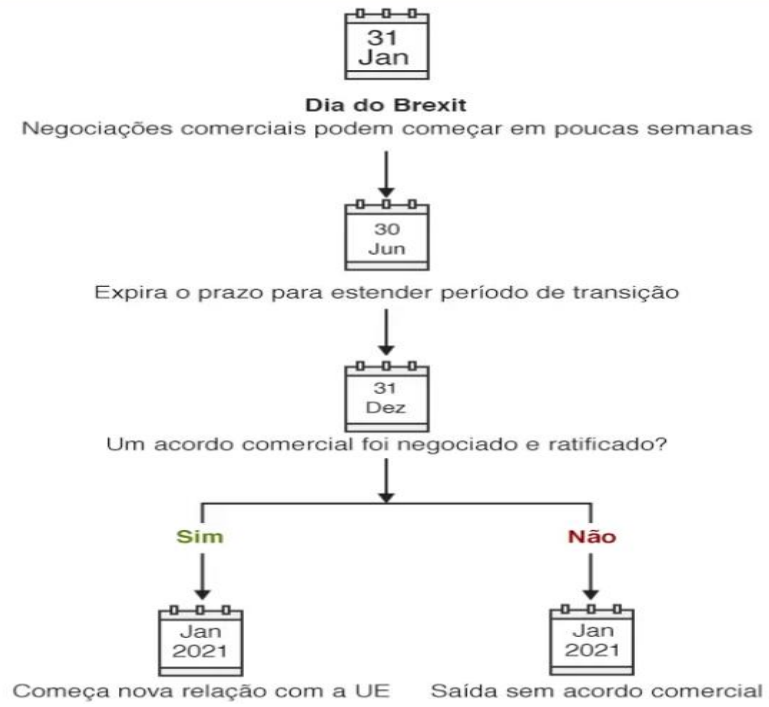 31
Jan
Dia do Brexit
Negociações comerciais podem começar em poucas semanas
30
Jun
Expira o prazo para estender período de transição
31
Dez
Um acordo comercial foi negociado e ratificado?
Sim
Não
Jan
2021
Começa nova relação com a UE
Jan
2021
Saída sem acordo comercial